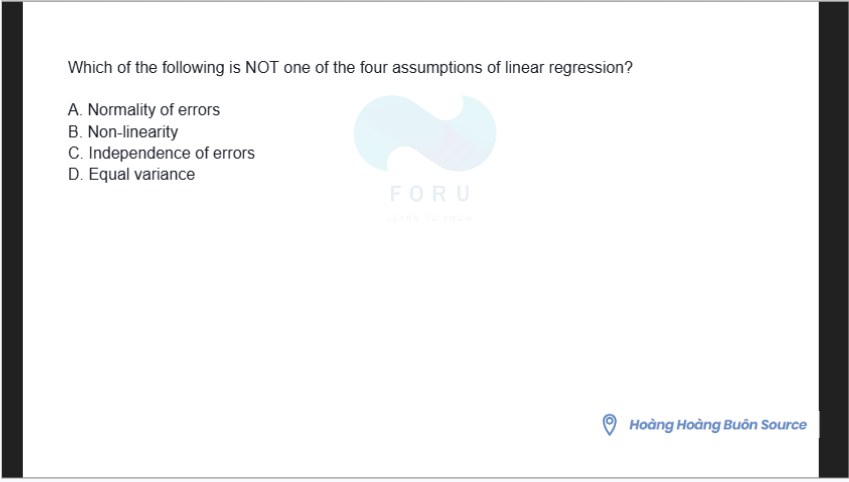 Which of the following is NOT one of the four assumptions of linear regression?
A. Normality of errors
B. Non-linearity
C. Independence of errors
D. Equal variance
FORU
Hoàng Hoàng Buôn Source